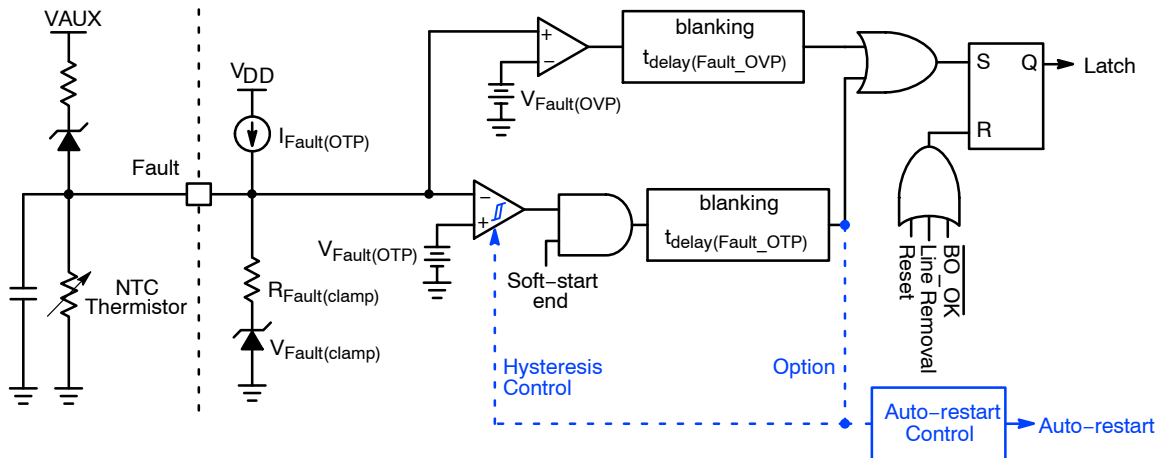 VAUX
VDD
IFault(OTP)
Fault
NTC
Thermistor
RFault(clamp)
VFault(clamp)
+
−
VFault(OVP)
blanking
tdelay(Fault_OVP)
−
+
VFault(OTP)
Soft−start
end
blanking
tdelay(Fault_OTP)
S
Q
R
Latch
Reset
Line Removal
BO_OK
Hysteresis
Control
Option
Auto−restart
Control
Auto−restart